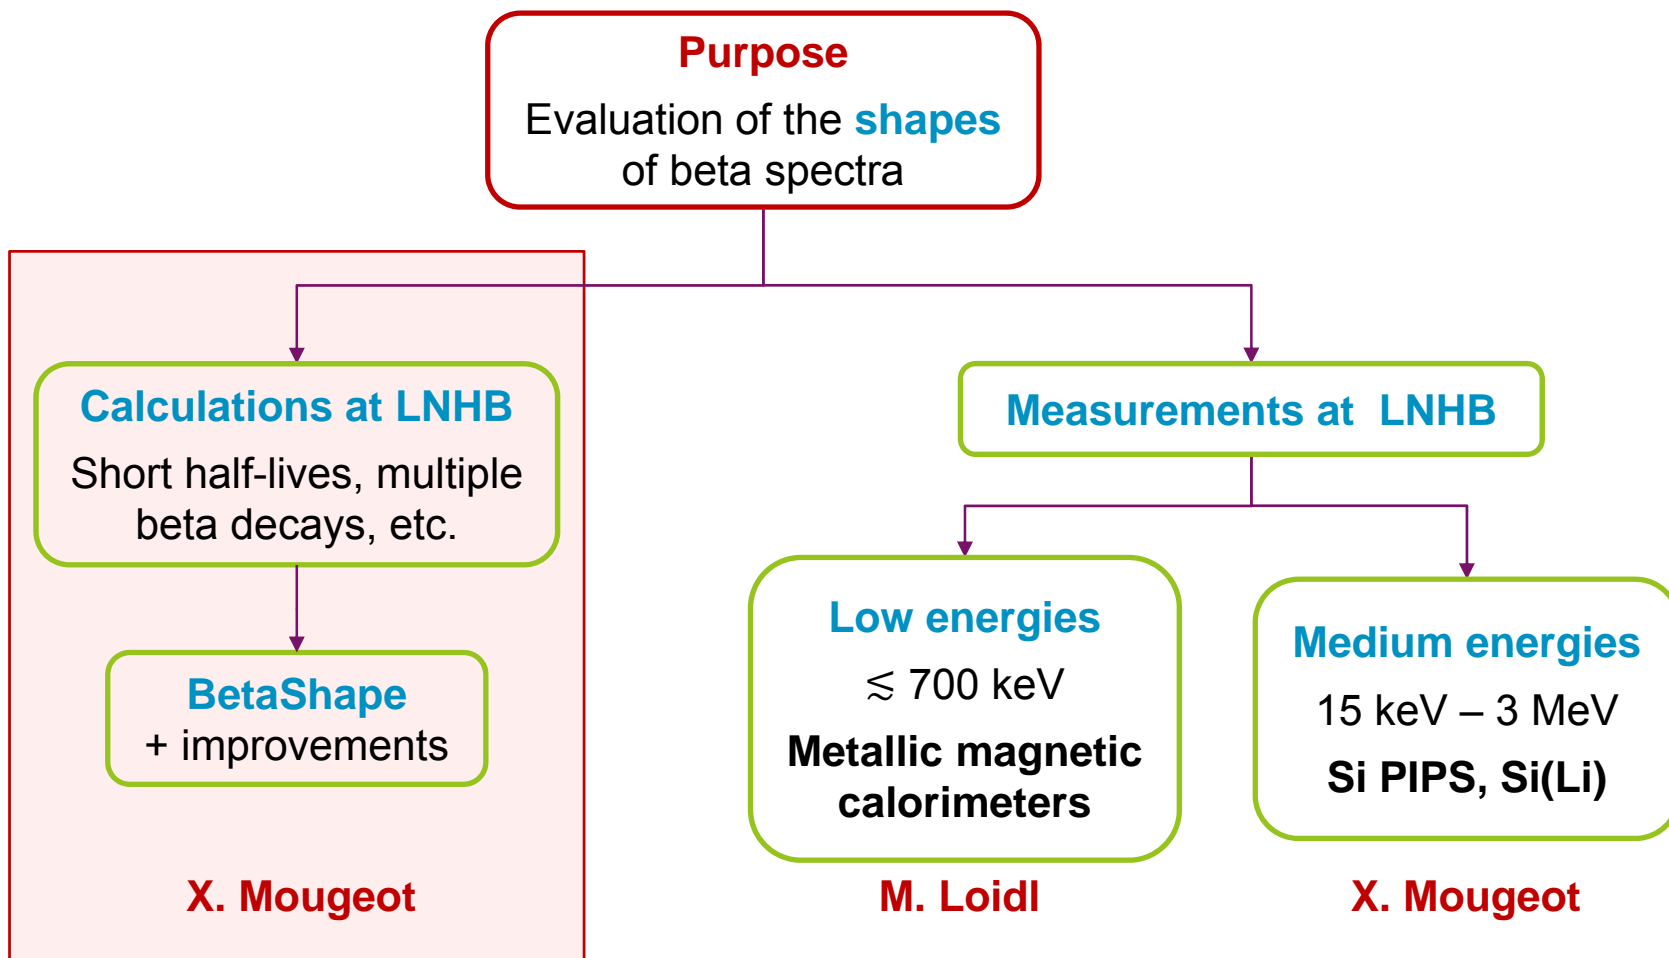 Purpose
Evaluation of the shapes
of beta spectra
Calculations at LNHB
Short half-lives, multiple
beta decays, etc.
BetaShape
+ improvements
X. Mougeot
Measurements at LNHB
Low energies
≲ 700 keV
Metallic magnetic
calorimeters
M. Loidl
Medium energies
15 keV – 3 MeV
Si PIPS, Si(Li)
X. Mougeot